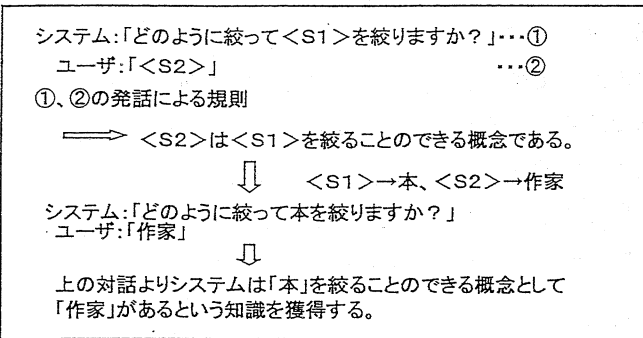 システム:「どのように絞って<S1>を絞りますか?」・・・①
ユーザ:「<S2>」 ・・・②
①、②の発話による規則
⟹ <S2>は<S1>を絞ることのできる概念である。
⇩ <S1>→本、<S2>→作家
システム:「どのように絞って本を絞りますか?」
ユーザ:「作家」
⇩
上の対話よりシステムは「本」を絞ることのできる概念として
「作家」があるという知識を獲得する。